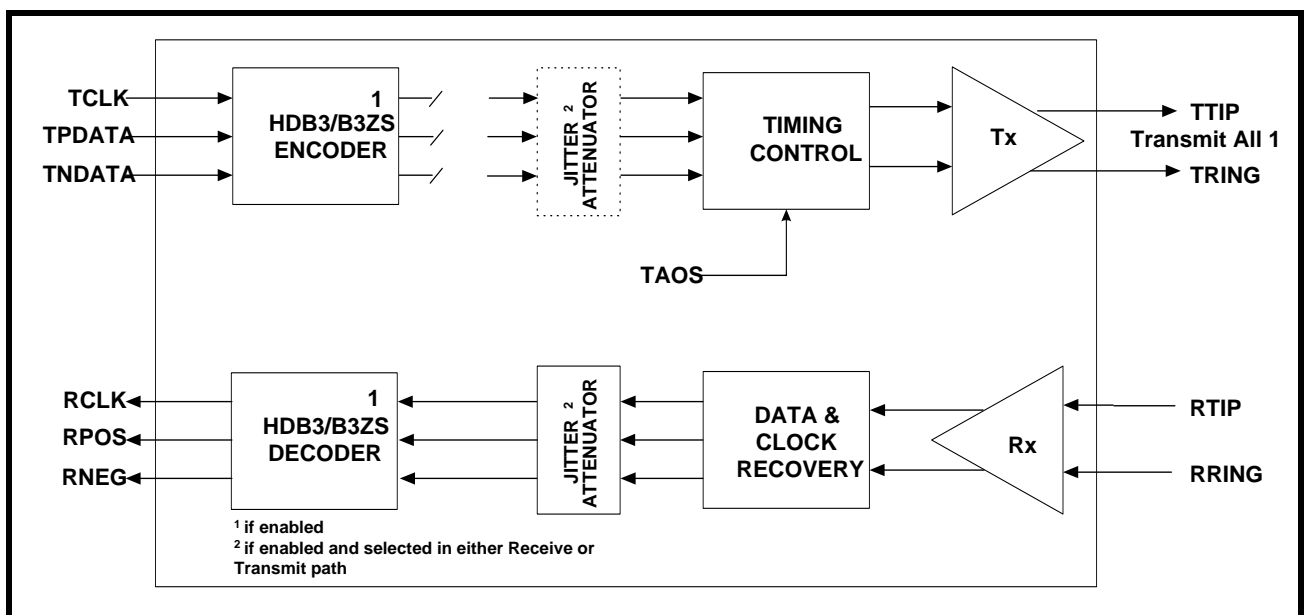 TCLK
TPDATA
TNDATA
1
HDB3/B3ZS
ENCODER
JITTER 2
ATTENUATOR
TIMING
CONTROL
Tx
TTIP
Transmit All 1
TRING
TAOS
RCLK
RPOS
RNEG
1
HDB3/B3ZS
DECODER
JITTER 2
ATTENUATOR
DATA &
CLOCK
RECOVERY
Rx
RTIP
RRING
1 if enabled
2 if enabled and selected in either Receive or
Transmit path